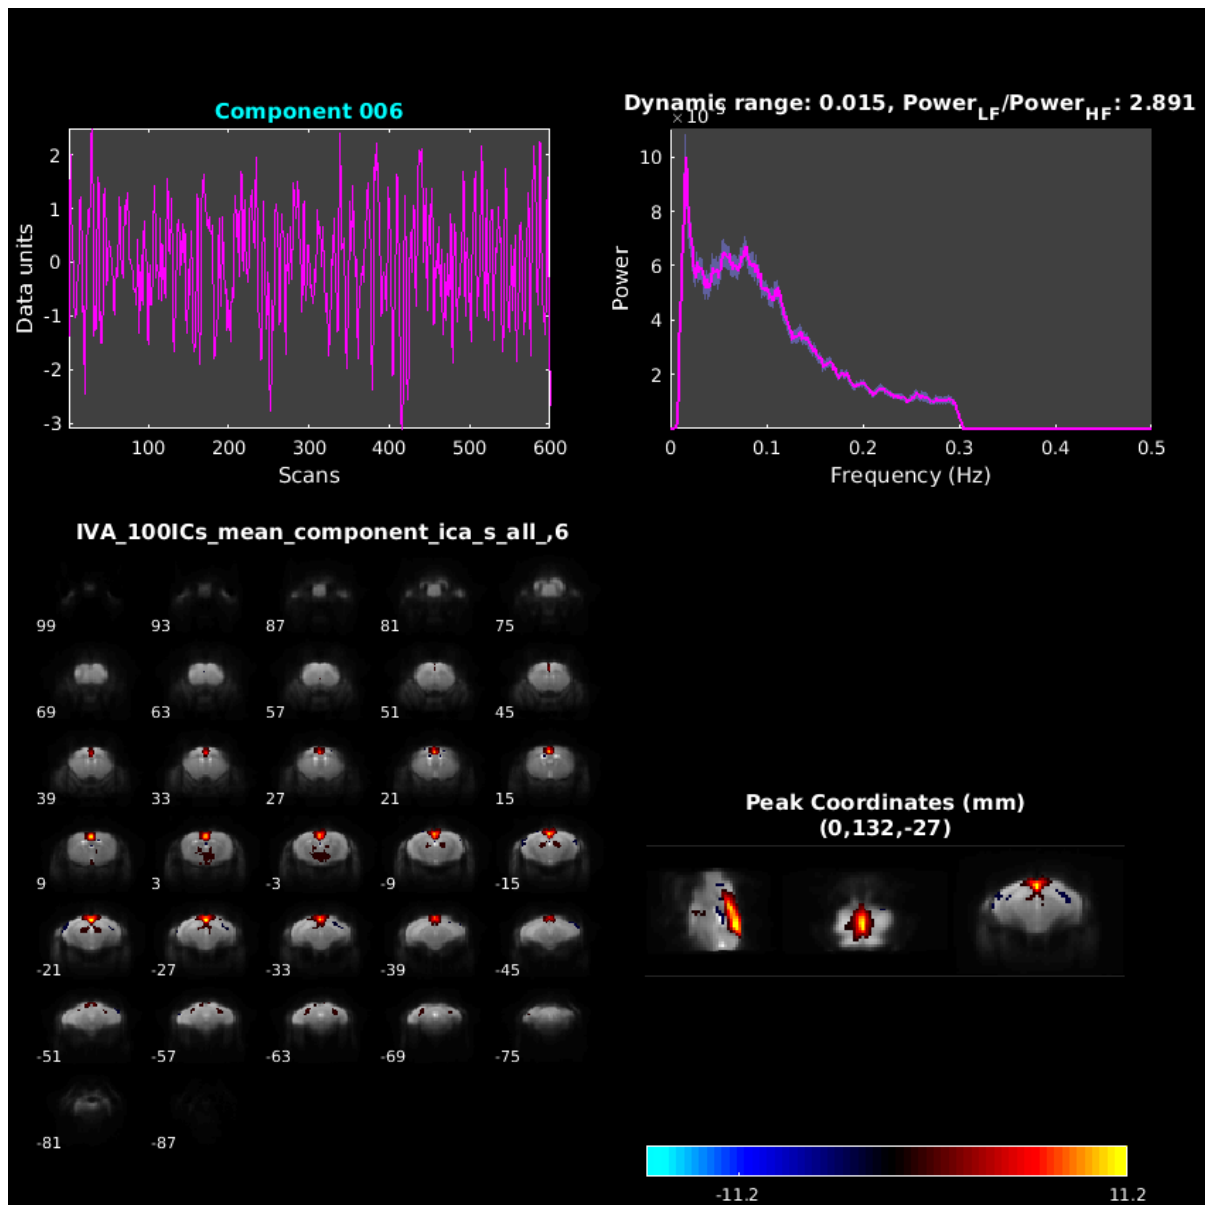 Component 006
2
1
0
-1
-2
-3
Data units
100 200 300 400 500 600
Scans
Dynamic range: 0.015, Power_LF/Power_HF: 2.891
10
8
6
4
2
Power
0 0.1 0.2 0.3 0.4 0.5
Frequency (Hz)
IVA_100ICs_mean_component_ica_s_all_,6
99 93 87 81 75
69 63 57 51 45
39 33 27 21 15
9 3 -3 -9 -15
-21 -27 -33 -39 -45
-51 -57 -63 -69 -75
-81 -87
Peak Coordinates (mm)
(0,132,-27)
-11.2 11.2